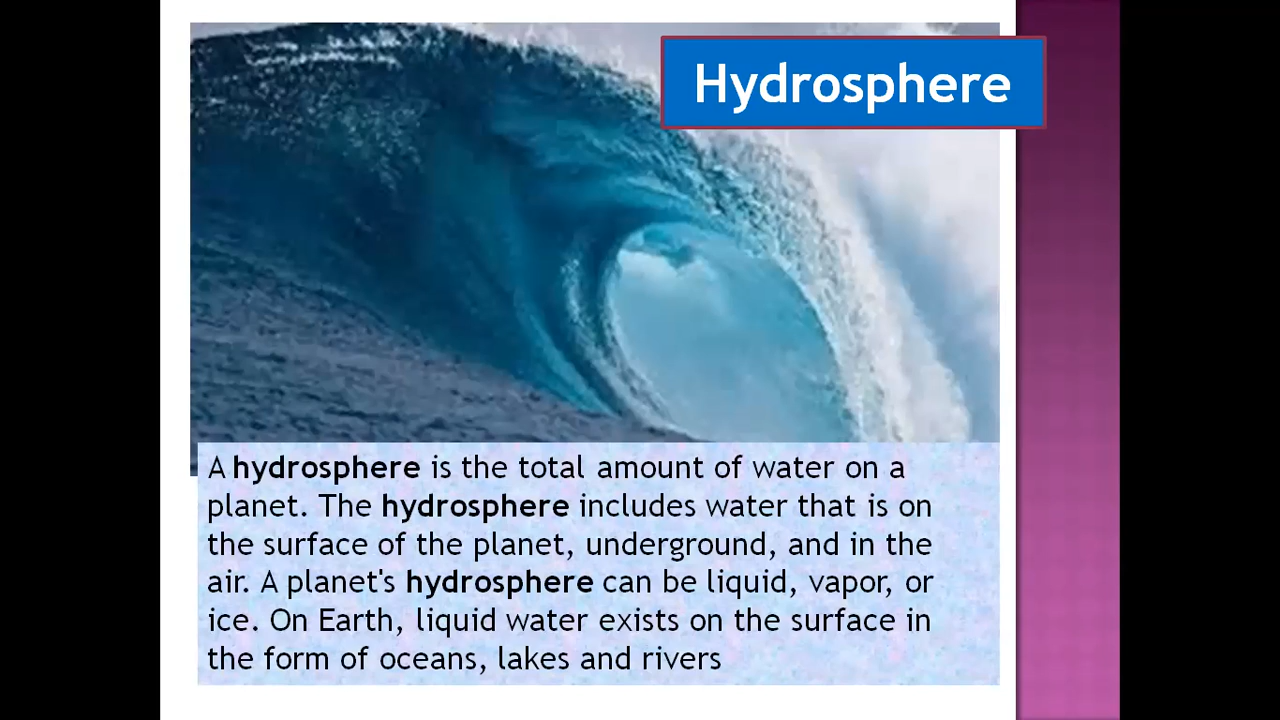 Hydrosphere
A hydrosphere is the total amount of water on a
planet. The hydrosphere includes water that is on
the surface of the planet, underground, and in the
air. A planet's hydrosphere can be liquid, vapor, or
ice. On Earth, liquid water exists on the surface in
the form of oceans, lakes and rivers